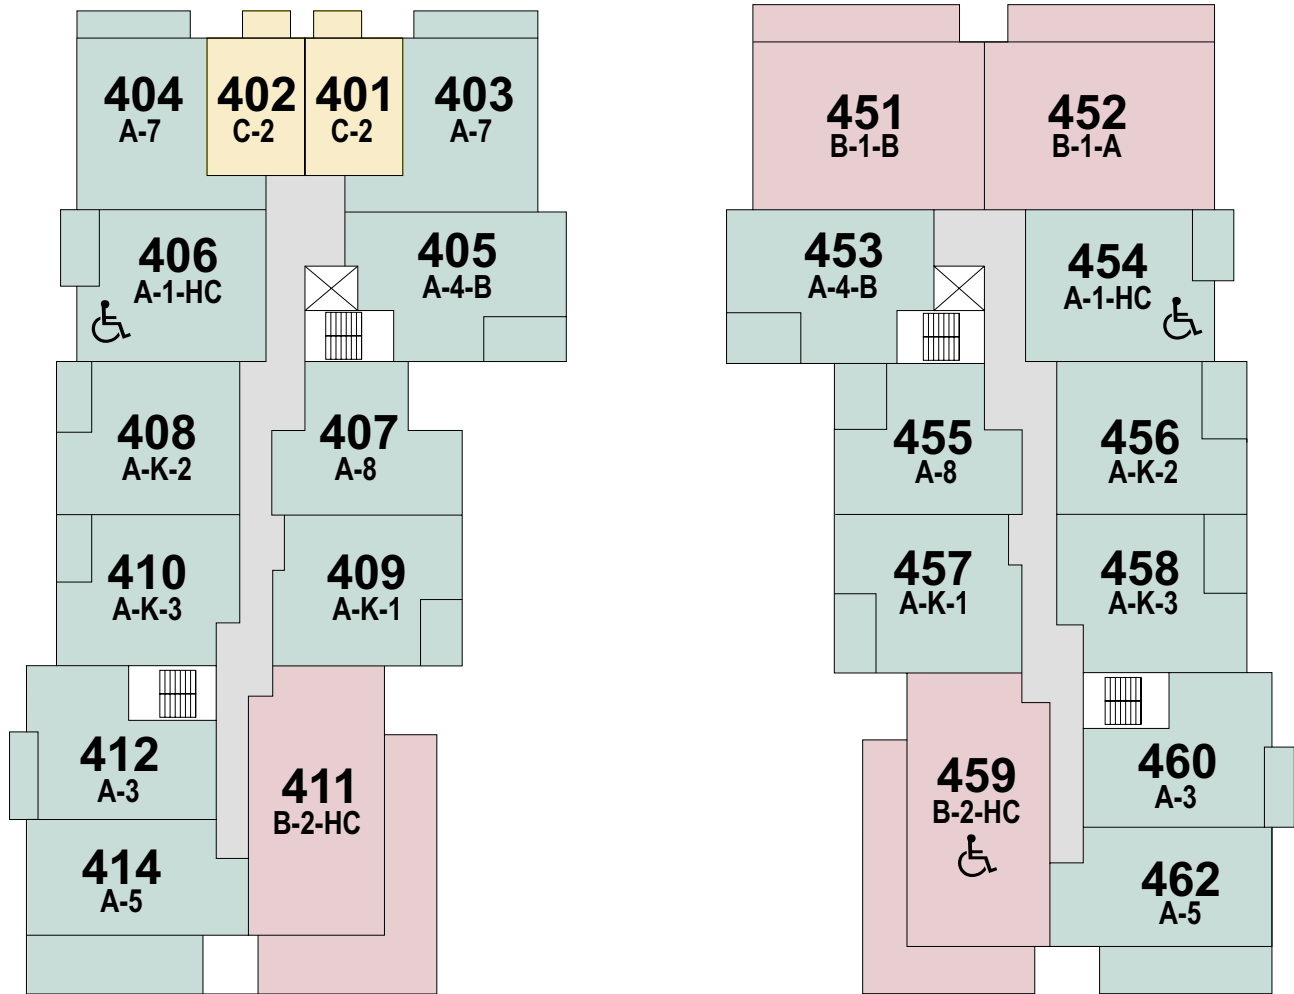 404
A-7
402
C-2
401
C-2
403
A-7
406
A-1-HC
405
A-4-B
408
A-K-2
407
A-8
410
A-K-3
409
A-K-1
412
A-3
411
B-2-HC
414
A-5
451
B-1-B
452
B-1-A
453
A-4-B
454
A-1-HC
455
A-8
456
A-K-2
457
A-K-1
458
A-K-3
459
B-2-HC
460
A-3
462
A-5